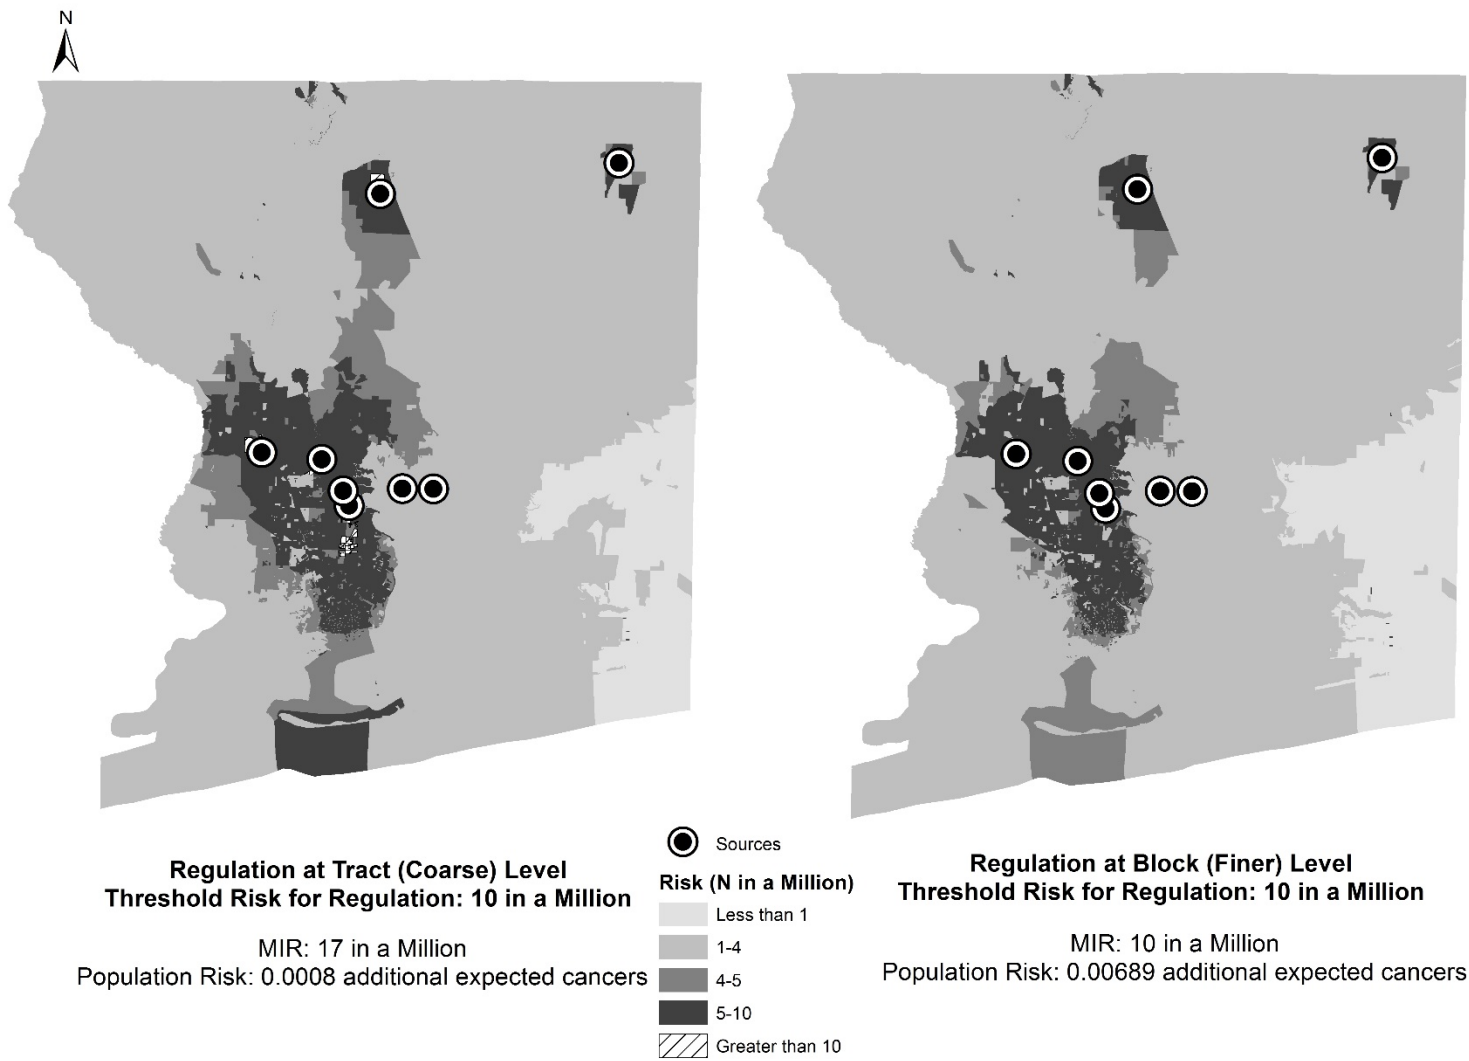 N
Regulation at Tract (Coarse) Level
Threshold Risk for Regulation: 10 in a Million
MIR: 17 in a Million
Population Risk: 0.0008 additional expected cancers
Sources
Risk (N in a Million)
Less than 1
1-4
4-5
5-10
Greater than 10
Regulation at Block (Finer) Level
Threshold Risk for Regulation: 10 in a Million
MIR: 10 in a Million
Population Risk: 0.00689 additional expected cancers